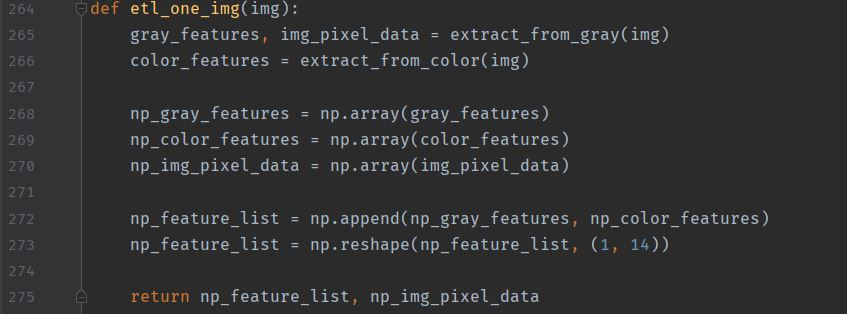 264 def etl_one_img(img):
265     gray_features, img_pixel_data = extract_from_gray(img)
266     color_features = extract_from_color(img)
267
268     np_gray_features = np.array(gray_features)
269     np_color_features = np.array(color_features)
270     np_img_pixel_data = np.array(img_pixel_data)
271
272     np_feature_list = np.append(np_gray_features, np_color_features)
273     np_feature_list = np.reshape(np_feature_list, (1, 14))
274
275     return np_feature_list, np_img_pixel_data